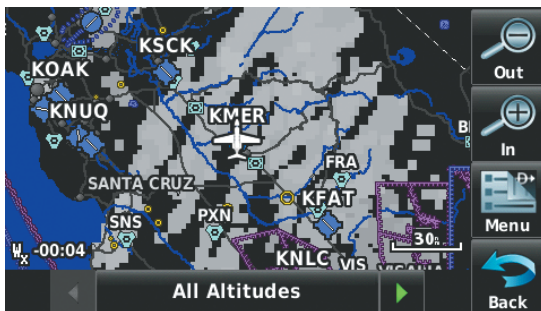 KSCK
KOAK
Out
KNUQ
KMER
In
FRA
SANTA CRUZ
KFAT
SNS
PXN
Menu
Wx -00:04
30
KNLC
VIS
All Altitudes
Back